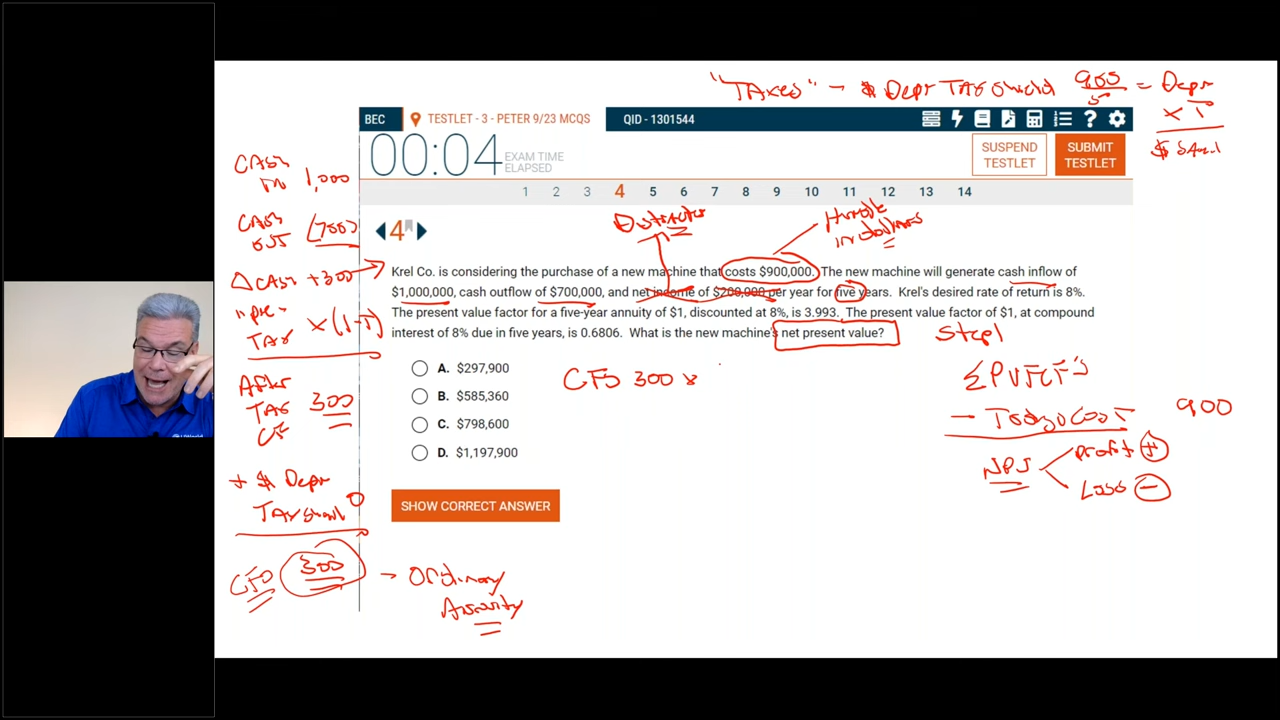 "TAXES" - $ Depr TAX Shield 900 = Depr
5 x T
$ Saved
BEC TESTLET - 3 - PETER 9/23 MCQS QID - 1301544
00:04 EXAM TIME
ELAPSED
SUSPEND
TESTLET
SUBMIT
TESTLET
1 2 3 4 5 6 7 8 9 10 11 12 13 14
4
Distractor
Hurdle
in dollars
Krel Co. is considering the purchase of a new machine that costs $900,000. The new machine will generate cash inflow of
$1,000,000, cash outflow of $700,000, and net income of $200,000 per year for five years. Krel's desired rate of return is 8%.
The present value factor for a five-year annuity of $1, discounted at 8%, is 3.993. The present value factor of $1, at compound
interest of 8% due in five years, is 0.6806. What is the new machine's net present value?
A. $297,900
B. $585,360
C. $798,600
D. $1,197,900
SHOW CORRECT ANSWER
CASH
IN 1,000
CASH
OUT (700)
ΔCASH +300
"pre-
TAX x (1-T)
After
TAX 300
CF
+ $ Depr
TAX Shield 0
CFO 300 - Ordinary
Annuity
CFO 300 x
Step 1
ΣPVFCF's
- Today's COST 900
NPV
profit +
Loss -